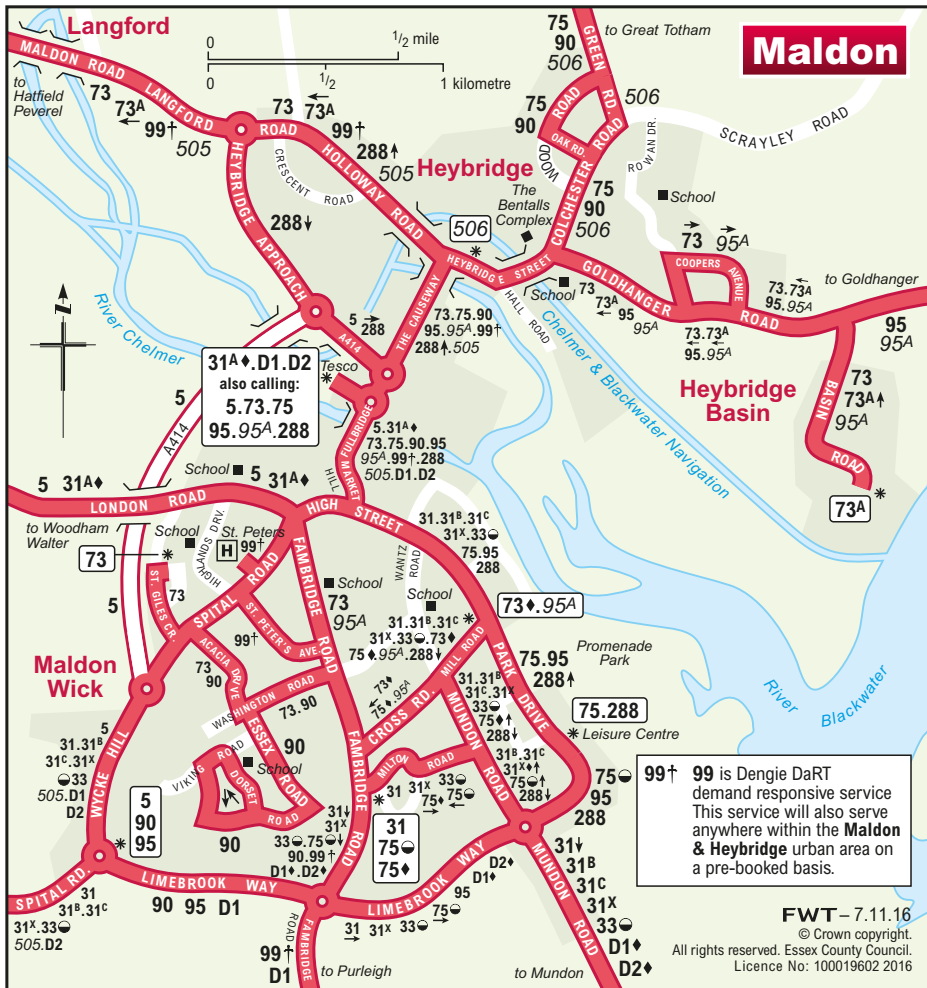 Maldon
Langford
0 1/2 mile
0 1/2 1 kilometre
MALDON ROAD
LANGFORD ROAD
to
Hatfield
Peverel
73
73A
←
99†
505
73
←
73A
99†
288↑
505
HOLLOWAY ROAD
CRESCENT ROAD
HEYBRIDGE APPROACH
288↓
N
River Chelmer
75
90
506
to Great Totham
GREEN RD.
75
90
ROAD
OAK RD.
WOOD
506
COLCHESTER ROAD
ROWAN DR.
SCRAYLEY ROAD
Heybridge
The
Bentalls
Complex
506
75
90
506
School
→
73
→
95A
COOPERS
AVENUE
HEYBRIDGE STREET
HALL ROAD
School
GOLDHANGER ROAD
73
73A
← 95
95A
73.73A
←
95.95A
73.73A
← ←
95.95A
to Goldhanger
95
95A
Heybridge
Basin
73
73A↑
95A
BASIN ROAD
73A
Chelmer & Blackwater Navigation
THE CAUSEWAY
5 →
288
A414
73.75.90
95.95A.99†
288↑.505
31A♦.D1.D2
also calling:
5.73.75
95.95A.288
Tesco
5
A414
FULLBRIDGE
MARKET
HILL
5.31A♦
73.75.90.95
95A.99†.288
505.D1.D2
School
5 31A♦
5 31A♦
LONDON ROAD
HIGH STREET
to Woodham
Walter
School
73
HIGHLANDS DRV.
St. Peters
H 99†
ST. GILES CR.
73
5
SPITAL ROAD
FAMBRIDGE ROAD
School
73
95A
WANTZ
ROAD
School
31.31B.31C
31X.33◒
75.95
288
73♦.95A
31.31B.31C
31X.33◒.73♦
75♦.95A.288↓
MILL ROAD
PARK DRIVE
75.95
288↑
Promenade
Park
75.288
Leisure Centre
River Blackwater
99†
ST. PETER'S AVE.
ACACIA DRIVE
73
90
Maldon
Wick
WASHINGTON ROAD
73.90
73♦
←
75♦.95A
CROSS RD.
MUNDON ROAD
31.31B
31C.31X
33◒
75♦↑
288↓
31B.31C
31X♦↑
75◒↑
288↓
ESSEX ROAD
90
School
VIKING ROAD
DORSET ROAD
90
5
31.31B
31C.31X
◒33
505.D1
D2
WYCKE HILL
5
90
95
MILTON ROAD
31 31X 33◒
→ 75♦ 75◒
←
31↓
31X
33◒.75◒↓
90.99†
D1♦.D2♦
FAMBRIDGE ROAD
31
75◒
75♦
75◒
95
288
99† 99 is Dengie DaRT
demand responsive service
This service will also serve
anywhere within the Maldon
& Heybridge urban area on
a pre-booked basis.
SPITAL RD.
31
31B.31C
31X.33◒
505.D2
LIMEBROOK WAY
90 95 D1
LIMEBROOK WAY
31
→
31X 33◒ 75◒
→
95 D1♦ D2♦
FAMBRIDGE
ROAD
99†
D1
to Purleigh
MUNDON ROAD
31↓
31B
31C
31X
33◒
D1♦
D2♦
to Mundon
FWT – 7.11.16
© Crown copyright.
All rights reserved. Essex County Council.
Licence No: 100019602 2016